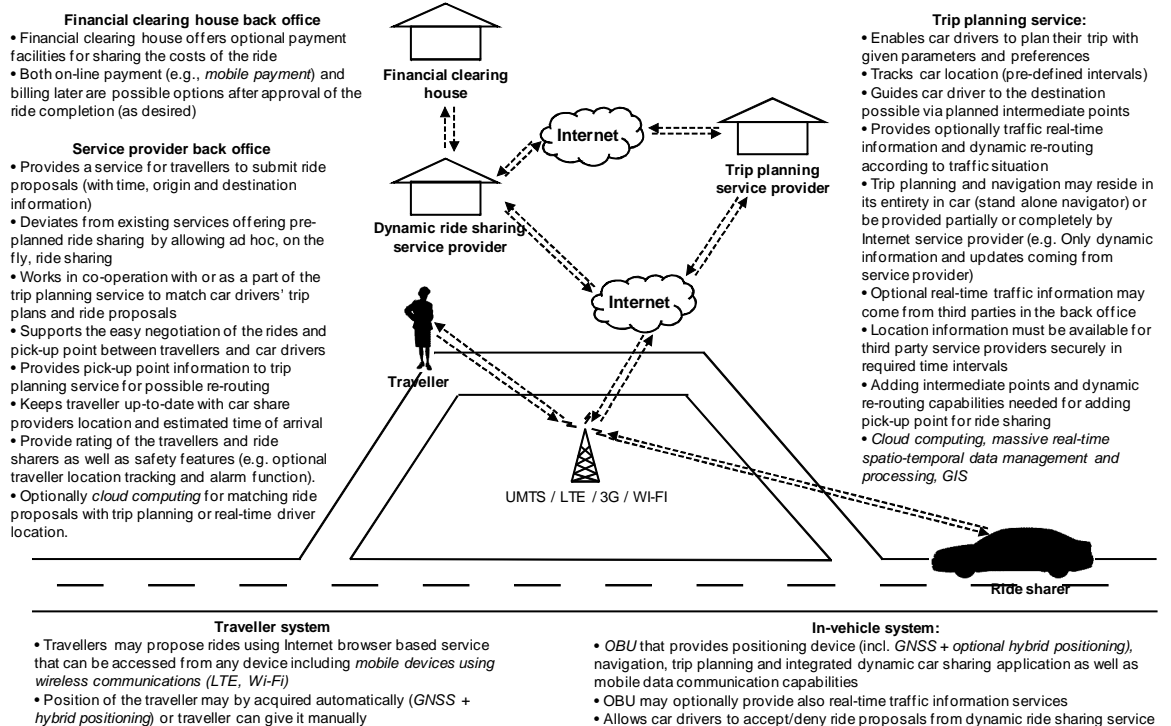 Financial clearing house back office
• Financial clearing house offers optional payment
facilities for sharing the costs of the ride
• Both on-line payment (e.g., mobile payment) and
billing later are possible options after approval of the
ride completion (as desired)
Service provider back office
• Provides a service for travellers to submit ride
proposals (with time, origin and destination
information)
• Deviates from existing services offering pre-
planned ride sharing by allowing ad hoc, on the
fly, ride sharing
• Works in co-operation with or as a part of the
trip planning service to match car drivers' trip
plans and ride proposals
• Supports the easy negotiation of the rides and
pick-up point between travellers and car drivers
• Provides pick-up point information to trip
planning service for possible re-routing
• Keeps traveller up-to-date with car share
providers location and estimated time of arrival
• Provide rating of the travellers and ride
sharers as well as safety features (e.g. optional
traveller location tracking and alarm function).
• Optionally cloud computing for matching ride
proposals with trip planning or real-time driver
location.
Financial clearing
house
Internet
Trip planning
service provider
Dynamic ride sharing
service provider
Internet
Traveller
UMTS / LTE / 3G / WI-FI
Ride sharer
Trip planning service:
• Enables car drivers to plan their trip with
given parameters and preferences
• Tracks car location (pre-defined intervals)
• Guides car driver to the destination
possible via planned intermediate points
• Provides optionally traffic real-time
information and dynamic re-routing
according to traffic situation
• Trip planning and navigation may reside in
its entirety in car (stand alone navigator) or
be provided partially or completely by
Internet service provider (e.g. Only dynamic
information and updates coming from
service provider)
• Optional real-time traffic information may
come from third parties in the back office
• Location information must be available for
third party service providers securely in
required time intervals
• Adding intermediate points and dynamic
re-routing capabilities needed for adding
pick-up point for ride sharing
• Cloud computing, massive real-time
spatio-temporal data management and
processing, GIS
Traveller system
• Travellers may propose rides using Internet browser based service
that can be accessed from any device including mobile devices using
wireless communications (LTE, Wi-Fi)
• Position of the traveller may by acquired automatically (GNSS +
hybrid positioning) or traveller can give it manually
In-vehicle system:
• OBU that provides positioning device (incl. GNSS + optional hybrid positioning),
navigation, trip planning and integrated dynamic car sharing application as well as
mobile data communication capabilities
• OBU may optionally provide also real-time traffic information services
• Allows car drivers to accept/deny ride proposals from dynamic ride sharing service